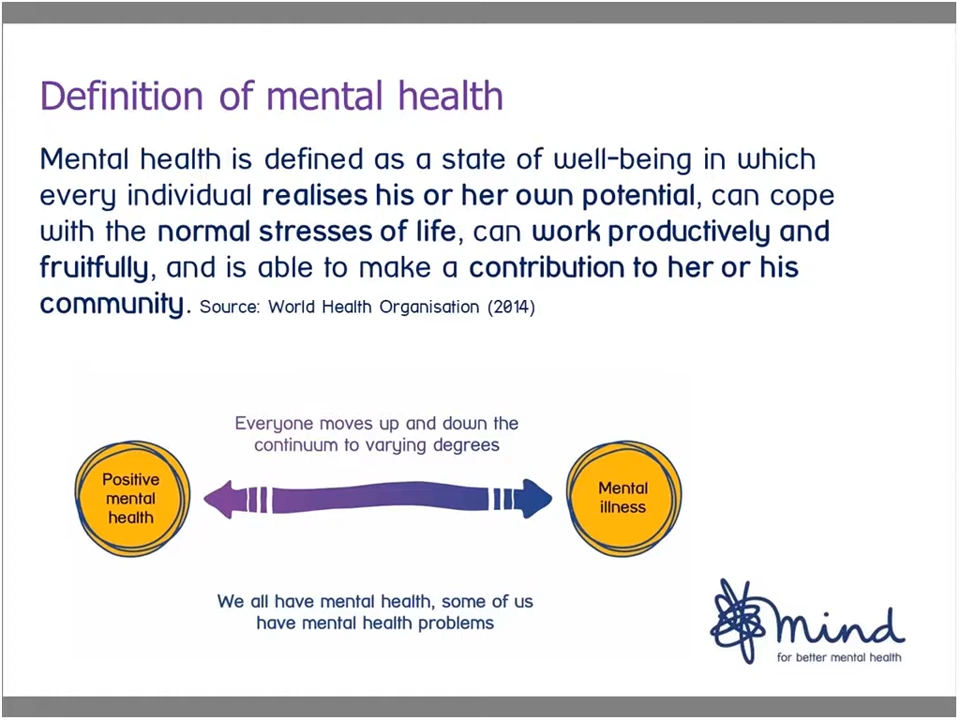 Definition of mental health
Mental health is defined as a state of well-being in which
every individual realises his or her own potential, can cope
with the normal stresses of life, can work productively and
fruitfully, and is able to make a contribution to her or his
community. Source: World Health Organisation (2014)
Everyone moves up and down the
continuum to varying degrees
Positive
mental
health
Mental
illness
We all have mental health, some of us
have mental health problems
mind
for better mental health